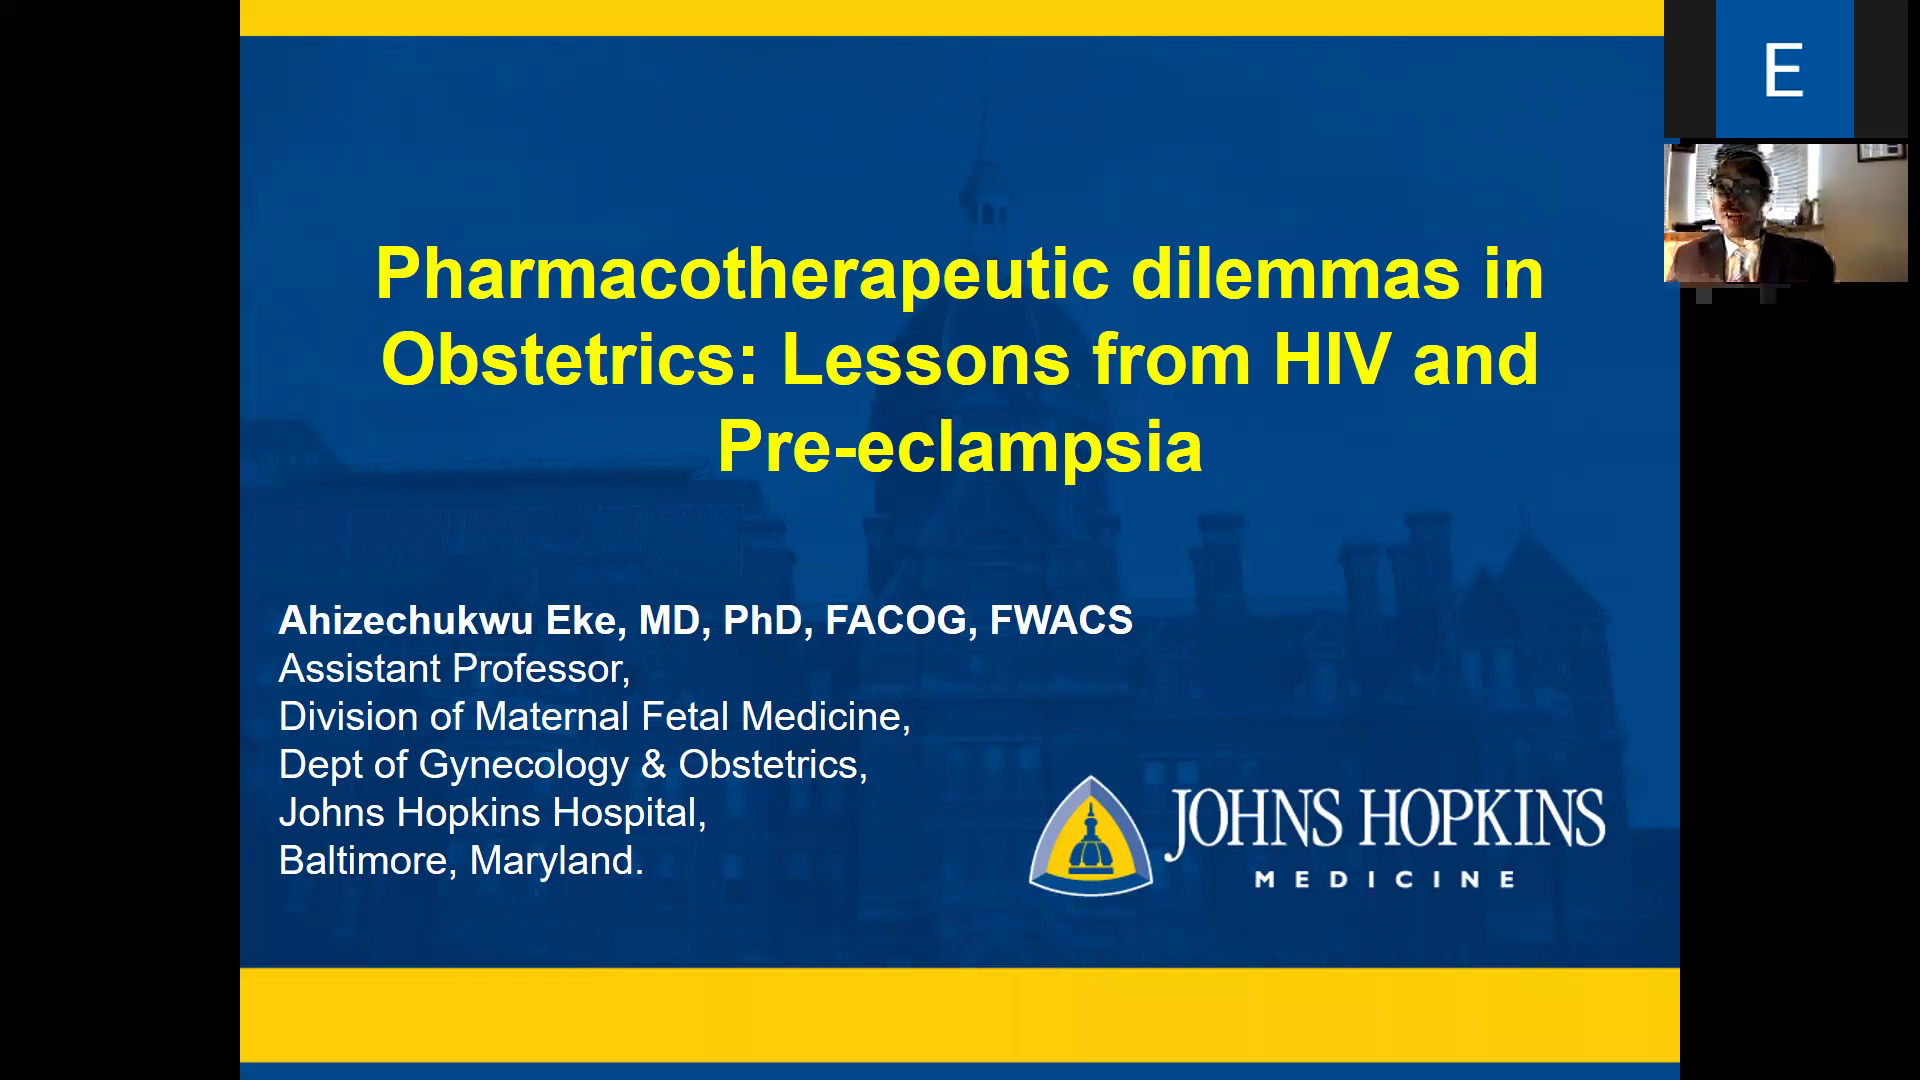 E
Pharmacotherapeutic dilemmas in
Obstetrics: Lessons from HIV and
Pre-eclampsia
Ahizechukwu Eke, MD, PhD, FACOG, FWACS
Assistant Professor,
Division of Maternal Fetal Medicine,
Dept of Gynecology & Obstetrics,
Johns Hopkins Hospital,
Baltimore, Maryland.
JOHNS HOPKINS
MEDICINE